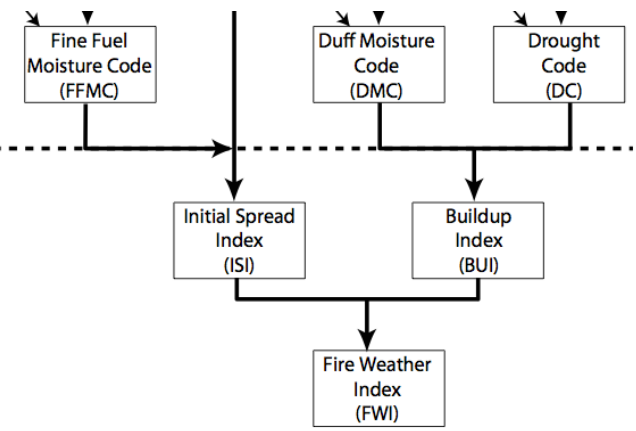 Fine Fuel
Moisture Code
(FFMC)
Duff Moisture
Code
(DMC)
Drought
Code
(DC)
Initial Spread
Index
(ISI)
Buildup
Index
(BUI)
Fire Weather
Index
(FWI)